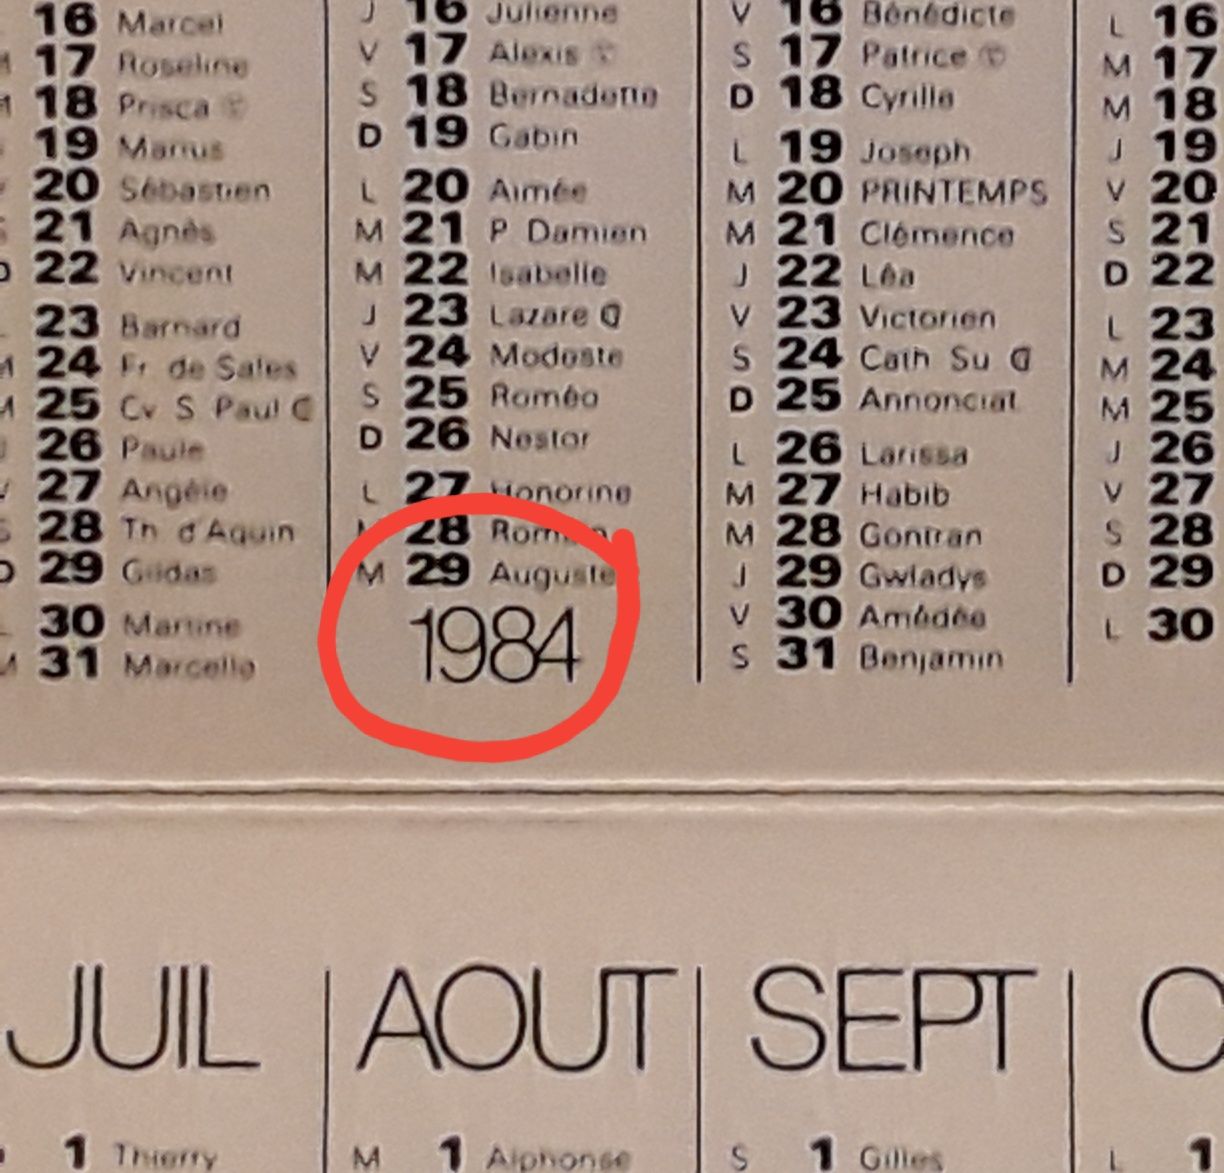 16 Marcel
17 Roseline
18 Prisca
19 Marius
20 Sébastien
21 Agnès
22 Vincent
23 Barnard
24 Fr. de Sales
25 Cv S Paul
26 Paule
27 Angèle
28 Th d'Aquin
29 Gildas
30 Martine
31 Marcelle
J 16 Julienne
V 17 Alexis
S 18 Bernadette
D 19 Gabin
L 20 Aimée
M 21 P Damien
M 22 Isabelle
J 23 Lazare
V 24 Modeste
S 25 Roméo
D 26 Nestor
L 27 Honorine
M 28 Romain
M 29 Auguste
1984
V 16 Bénédicte
S 17 Patrice
D 18 Cyrille
L 19 Joseph
M 20 PRINTEMPS
M 21 Clémence
J 22 Léa
V 23 Victorien
S 24 Cath Su
D 25 Annonciat
L 26 Larissa
M 27 Habib
M 28 Gontran
J 29 Gwladys
V 30 Amédée
S 31 Benjamin
L 16
M 17
M 18
J 19
V 20
S 21
D 22
L 23
M 24
M 25
J 26
V 27
S 28
D 29
L 30
JUIL
1 Thierry
AOUT
M 1 Alphonse
SEPT
S 1 Gilles
O
L 1